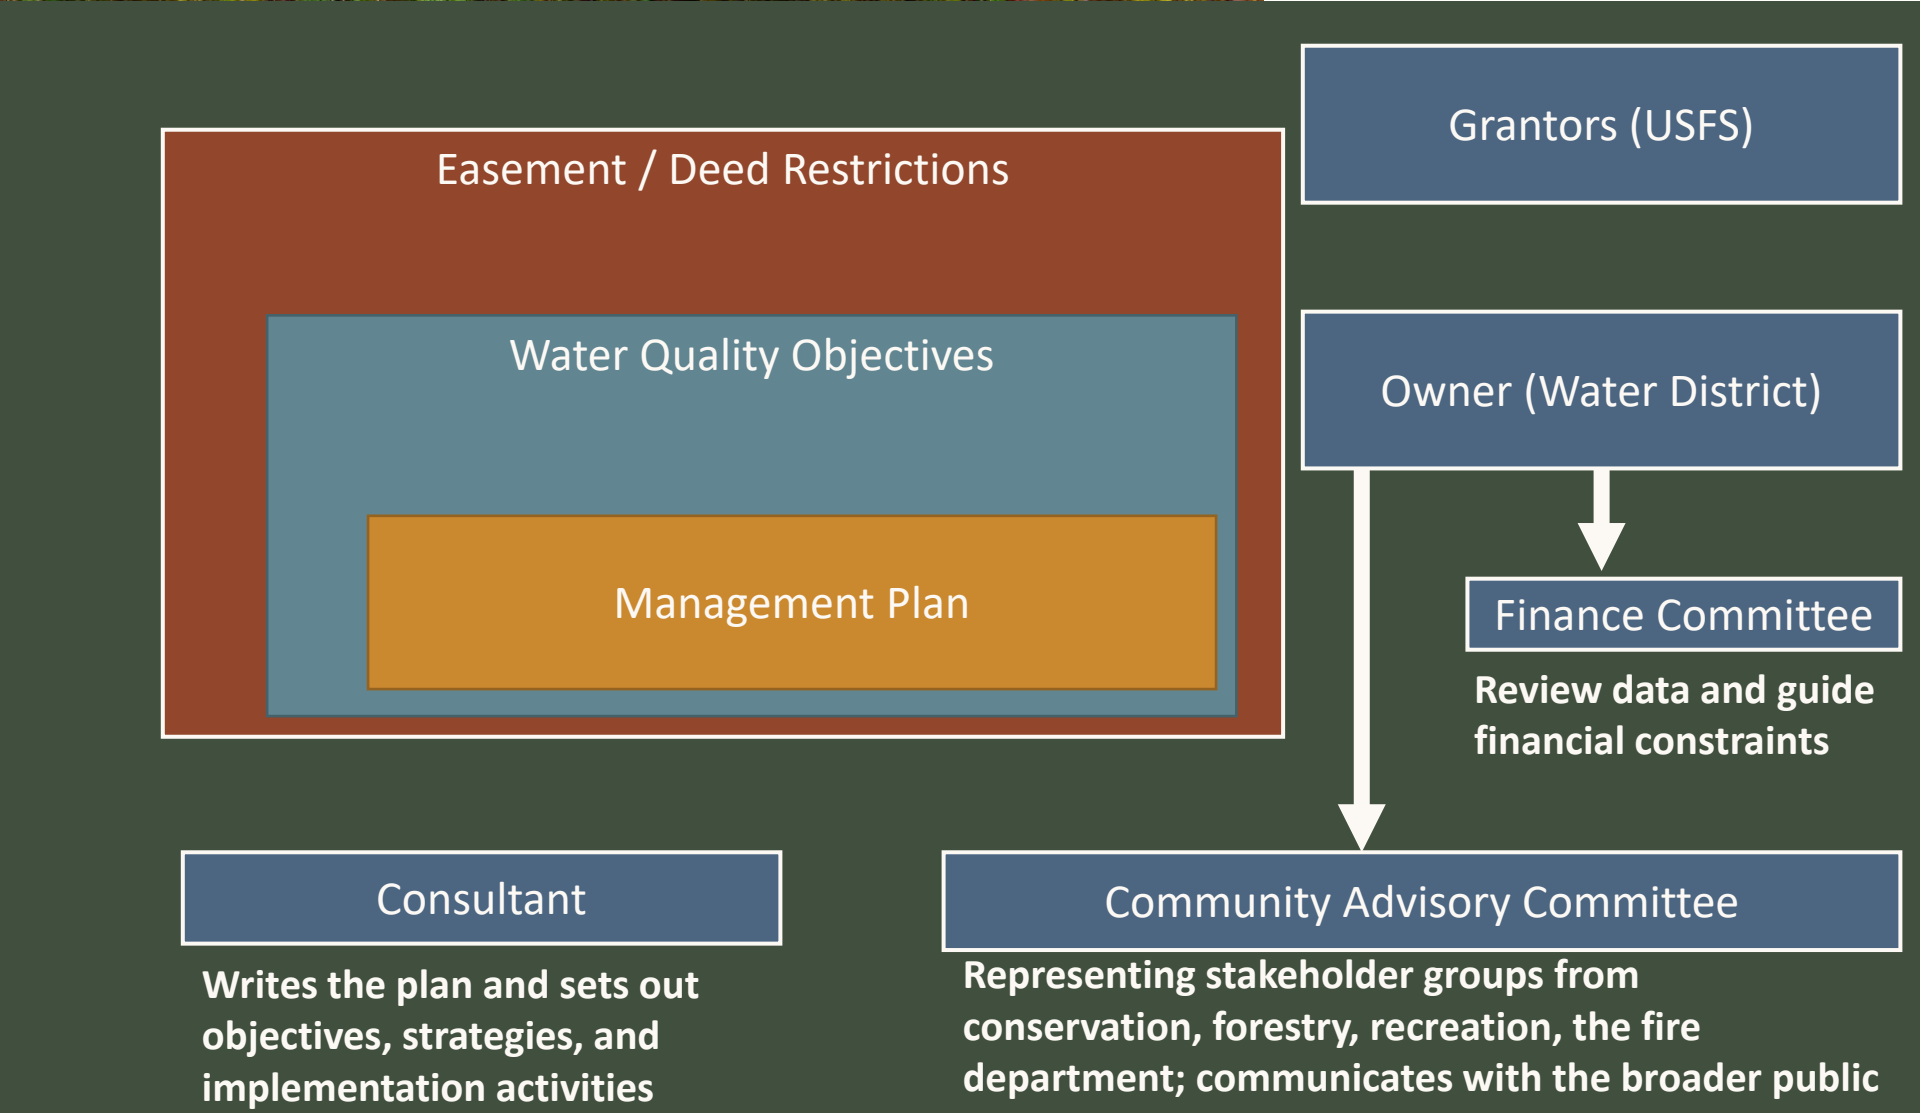 Grantors (USFS)
Easement / Deed Restrictions
Water Quality Objectives
Owner (Water District)
Management Plan
Finance Committee
Review data and guide
financial constraints
Consultant
Writes the plan and sets out
objectives, strategies, and
implementation activities
Community Advisory Committee
Representing stakeholder groups from
conservation, forestry, recreation, the fire
department; communicates with the broader public